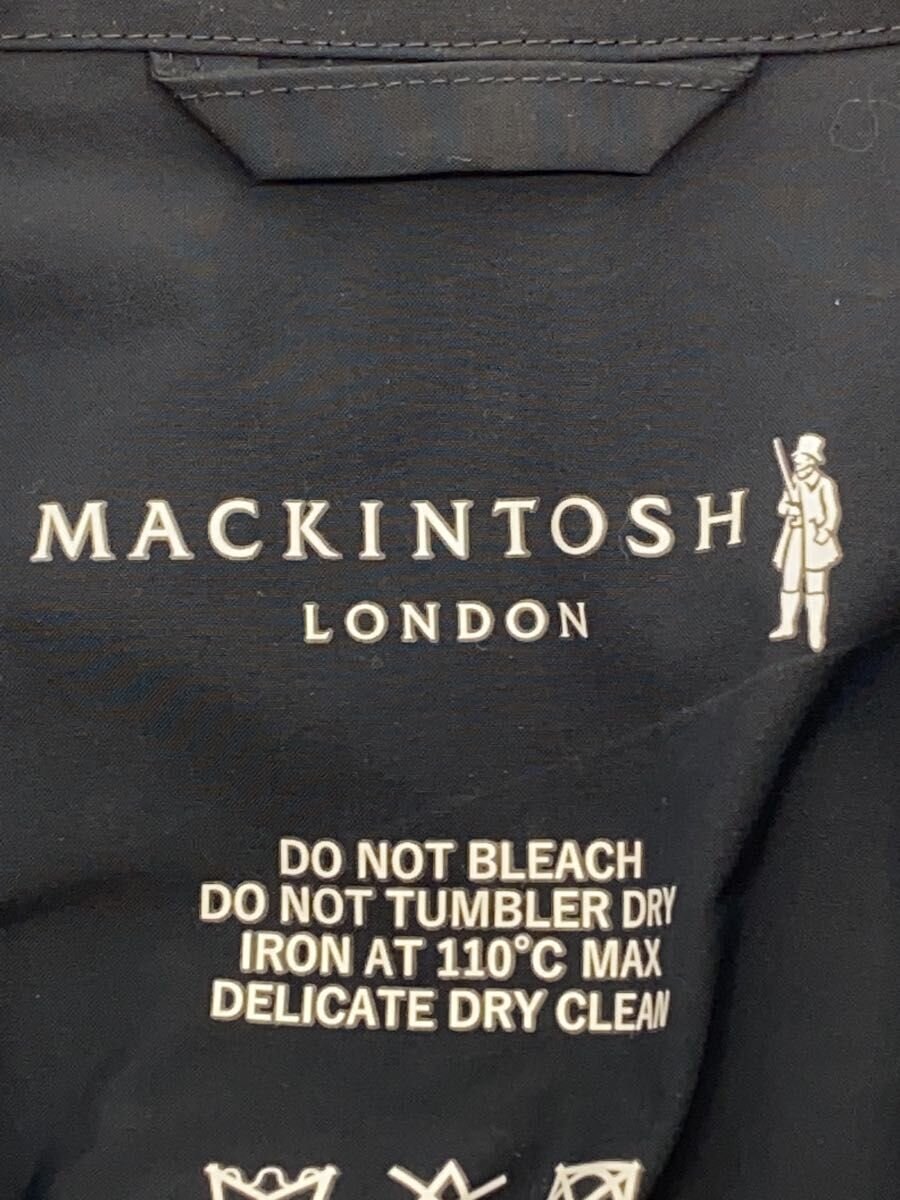 MACKINTOSH
LONDON
DO NOT BLEACH
DO NOT TUMBLER DRY
IRON AT 110°C MAX
DELICATE DRY CLEAN